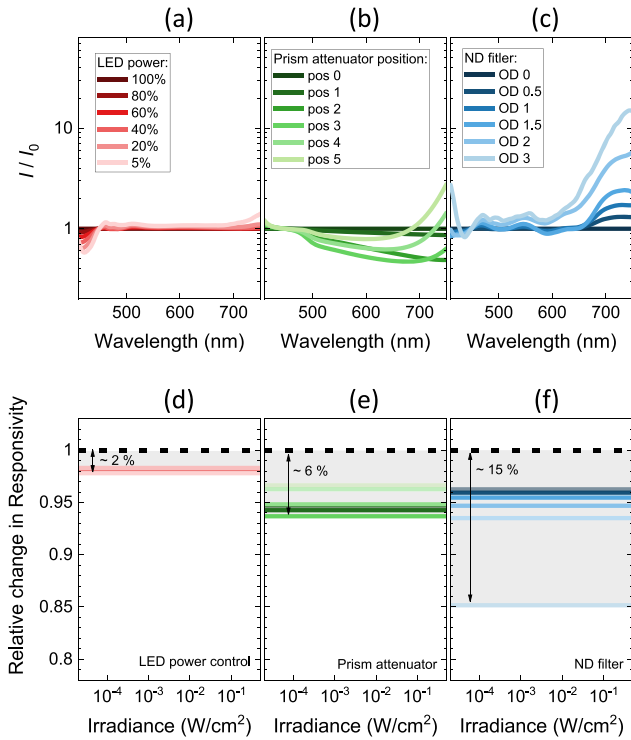 (a)
(b)
(c)
I / I₀
10
1
LED power:
100%
80%
60%
40%
20%
5%
Prism attenuator position:
pos 0
pos 1
pos 2
pos 3
pos 4
pos 5
ND fitler:
OD 0
OD 0.5
OD 1
OD 1.5
OD 2
OD 3
500 600 700
500 600 700
500 600 700
Wavelength (nm)
Wavelength (nm)
Wavelength (nm)
(d)
(e)
(f)
Relative change in Responsivity
1
0.95
0.9
0.85
0.8
~ 2 %
~ 6 %
~ 15 %
LED power control
Prism attenuator
ND filter
10⁻⁴ 10⁻³ 10⁻² 10⁻¹
10⁻⁴ 10⁻³ 10⁻² 10⁻¹
10⁻⁴ 10⁻³ 10⁻² 10⁻¹
Irradiance (W/cm²)
Irradiance (W/cm²)
Irradiance (W/cm²)